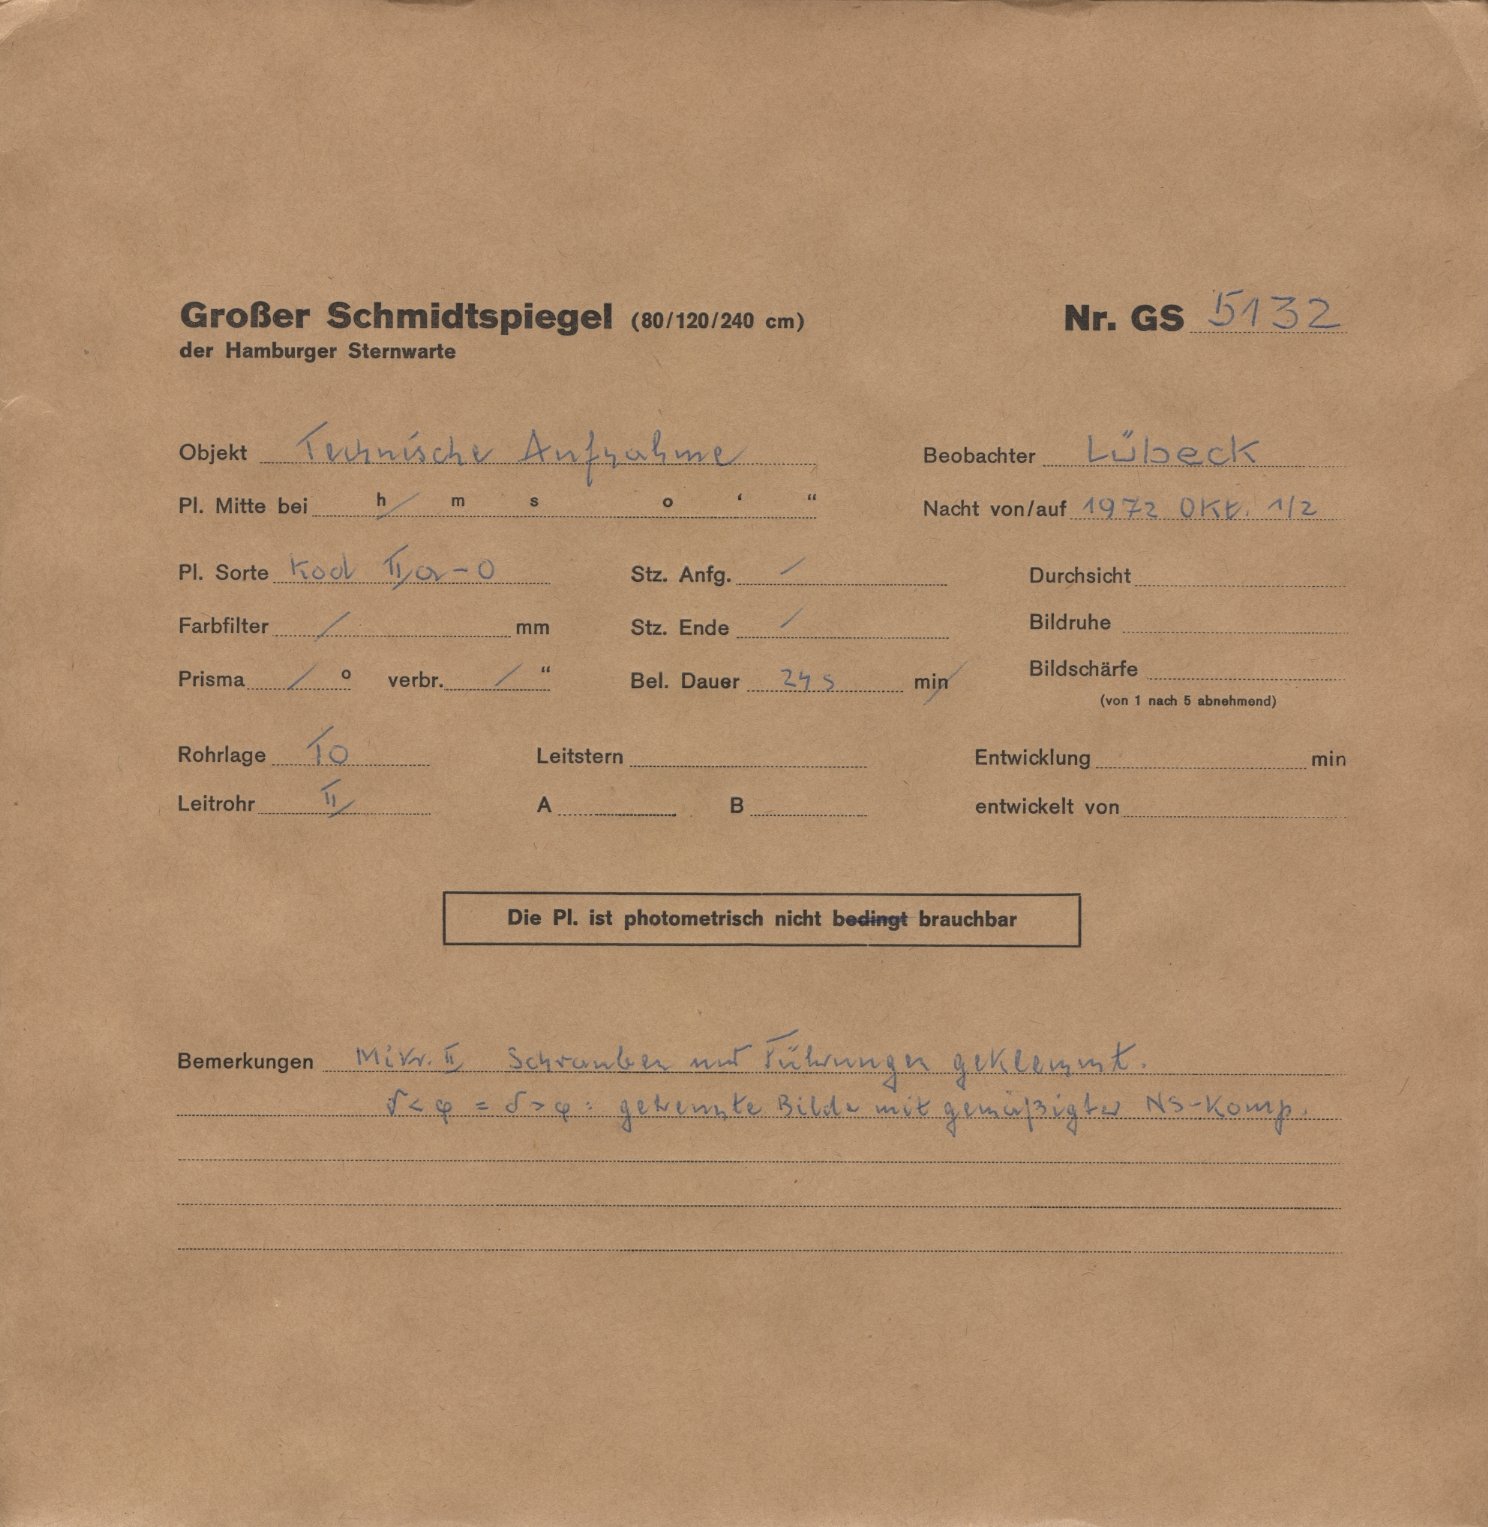 Großer Schmidtspiegel (80/120/240 cm) Nr. GS 5132
der Hamburger Sternwarte
Objekt Technische Aufnahme Beobachter Lübeck
Pl. Mitte bei h m s o ‘ “ Nacht von/auf 1972 Okt. 1/2
Pl. Sorte Kod IIa-O Stz. Anfg. / Durchsicht
Farbfilter / mm Stz. Ende / Bildruhe
Prisma / o verbr. / “ Bel. Dauer 24 s min Bildschärfe
(von 1 nach 5 abnehmend)
Rohrlage TO Leitstern Entwicklung min
Leitrohr II A B entwickelt von
Die Pl. ist photometrisch nicht bedingt brauchbar
Bemerkungen Mikr. II Schrauben und Führungen geklemmt.
δ < φ = δ > φ : getrennte Bilder mit gemäßigter NS-Komp.